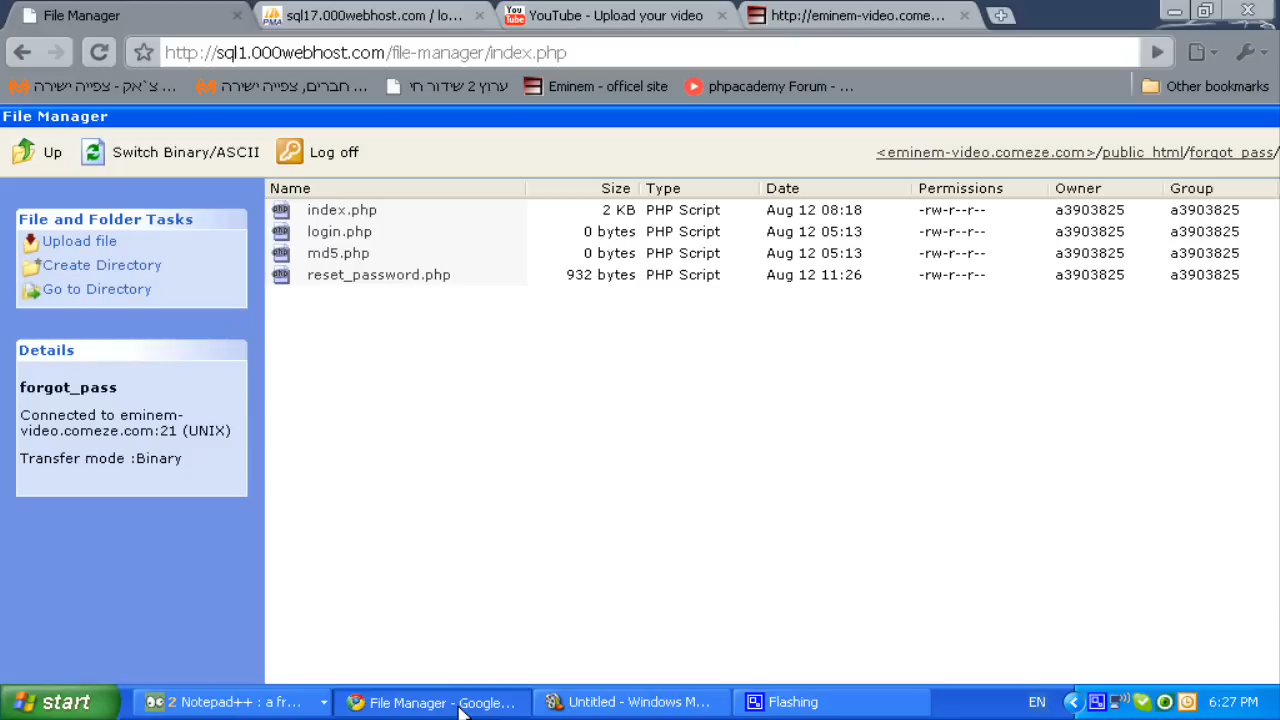 File Manager
sql17.000webhost.com / lo...
YouTube - Upload your video
http://eminem-video.come...
http://sql1.000webhost.com/file-manager/index.php
צ`אק - צפייה ישירה ...
חברים, צפייה ישירה ...
ערוץ 2 שידור חי
Eminem - officel site
phpacademy Forum - ...
Other bookmarks
File Manager
Up
Switch Binary/ASCII
Log off
<eminem-video.comeze.com>/public_html/forgot_pass/
File and Folder Tasks
Upload file
Create Directory
Go to Directory
Details
forgot_pass
Connected to eminem-
video.comeze.com:21 (UNIX)
Transfer mode :Binary
Name Size Type Date Permissions Owner Group
index.php 2 KB PHP Script Aug 12 08:18 -rw-r--r-- a3903825 a3903825
login.php 0 bytes PHP Script Aug 12 05:13 -rw-r--r-- a3903825 a3903825
md5.php 0 bytes PHP Script Aug 12 05:13 -rw-r--r-- a3903825 a3903825
reset_password.php 932 bytes PHP Script Aug 12 11:26 -rw-r--r-- a3903825 a3903825
start
2 Notepad++ : a fr...
File Manager - Google...
Untitled - Windows M...
Flashing
EN
6:27 PM